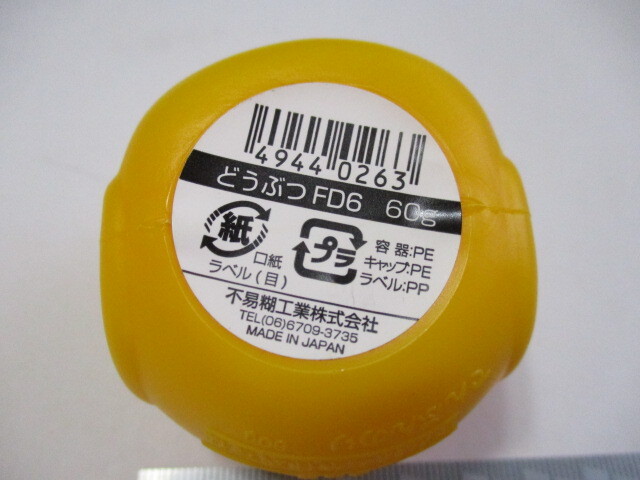 4944 0263
どうぶつ FD6 60g
紙
口紙
ラベル(目)
プラ
容器:PE
キャップ:PE
ラベル:PP
不易糊工業株式会社
TEL(06)6709-3735
MADE IN JAPAN